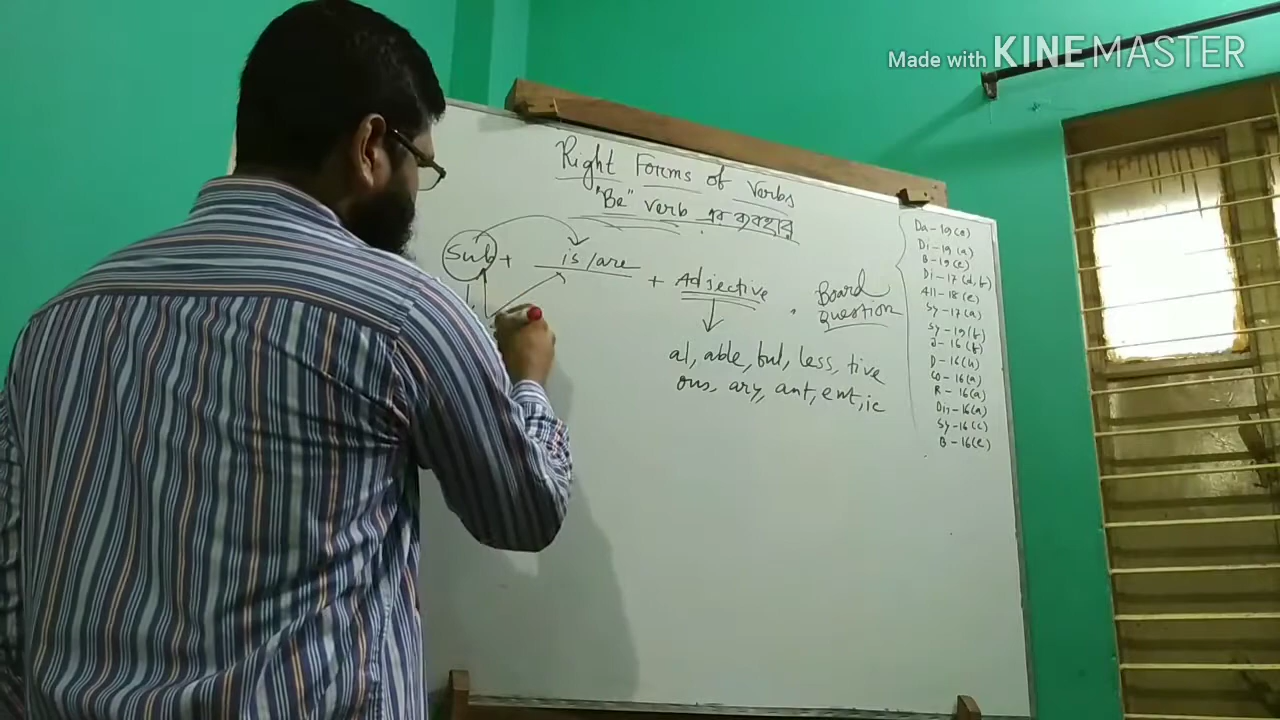 Made with KINEMASTER
Right Forms of Verbs
"Be" verb এর ব্যবহার
Sub + is/are + Adjective
Board Question
al, able, ful, less, tive
ous, ary, ant, ent, ic
Da-19(e)
Di-19(a)
B-19(e)
Di-17(d,b)
All-18(e)
Sy-17(a)
Sy-19(b)
J-16(f)
D-16(h)
Co-16(a)
R-16(a)
Din-16(a)
Sy-16(c)
B-16(e)